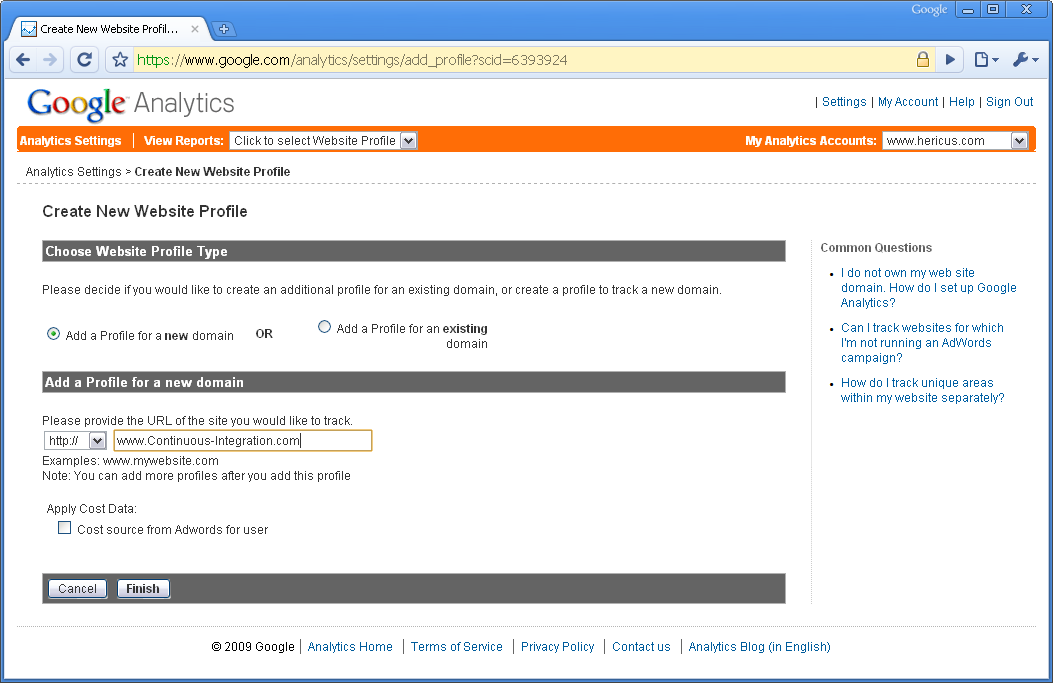 Google
Create New Website Profil...
https://www.google.com/analytics/settings/add_profile?scid=6393924
Google Analytics
| Settings | My Account | Help | Sign Out
Analytics Settings | View Reports: Click to select Website Profile
My Analytics Accounts: www.hericus.com
Analytics Settings > Create New Website Profile
Create New Website Profile
Choose Website Profile Type
Please decide if you would like to create an additional profile for an existing domain, or create a profile to track a new domain.
Add a Profile for a new domain
OR
Add a Profile for an existing
domain
Add a Profile for a new domain
Please provide the URL of the site you would like to track.
http:// www.Continuous-Integration.com
Examples: www.mywebsite.com
Note: You can add more profiles after you add this profile
Apply Cost Data:
Cost source from Adwords for user
Cancel Finish
Common Questions
I do not own my web site
domain. How do I set up Google
Analytics?
Can I track websites for which
I'm not running an AdWords
campaign?
How do I track unique areas
within my website separately?
© 2009 Google | Analytics Home | Terms of Service | Privacy Policy | Contact us | Analytics Blog (in English)